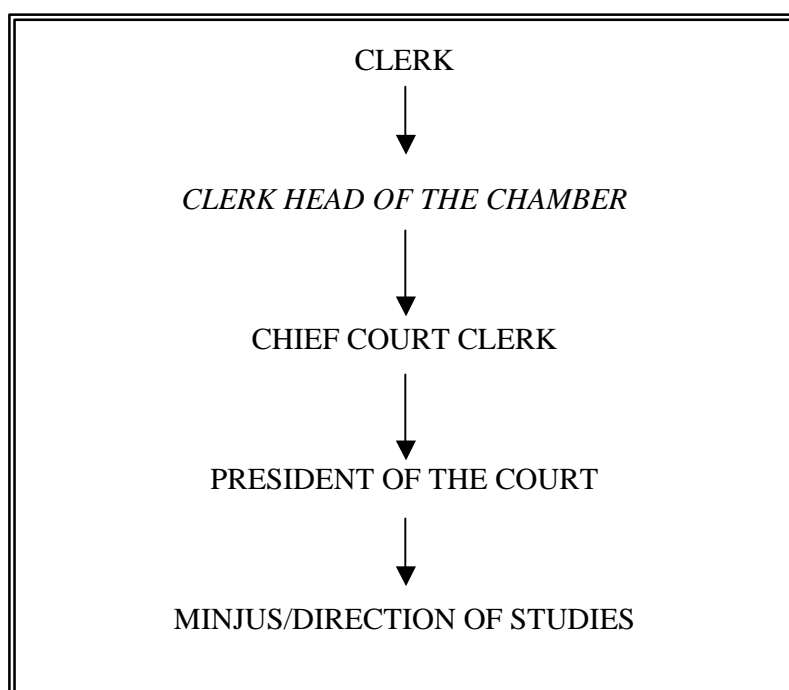 CLERK
CLERK HEAD OF THE CHAMBER
CHIEF COURT CLERK
PRESIDENT OF THE COURT
MINJUS/DIRECTION OF STUDIES